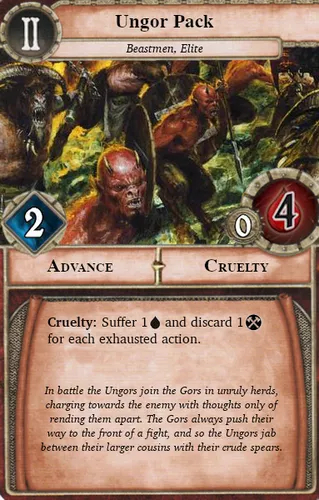 II
Ungor Pack
Beastmen, Elite
2
0
4
ADVANCE
CRUELTY
Cruelty: Suffer 1 and discard 1
for each exhausted action.
In battle the Ungors join the Gors in unruly herds,
charging towards the enemy with thoughts only of
rending them apart. The Gors always push their
way to the front of a fight, and so the Ungors jab
between their larger cousins with their crude spears.